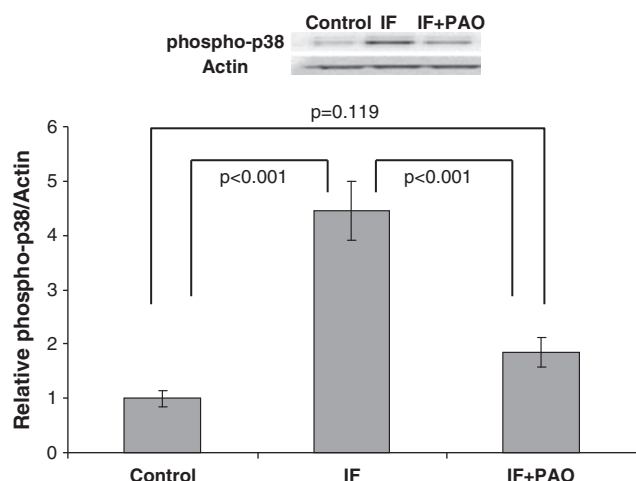 Control IF IF+PAO
phospho-p38
Actin
p=0.119
p<0.001 p<0.001
Relative phospho-p38/Actin
6
5
4
3
2
1
0
Control IF IF+PAO